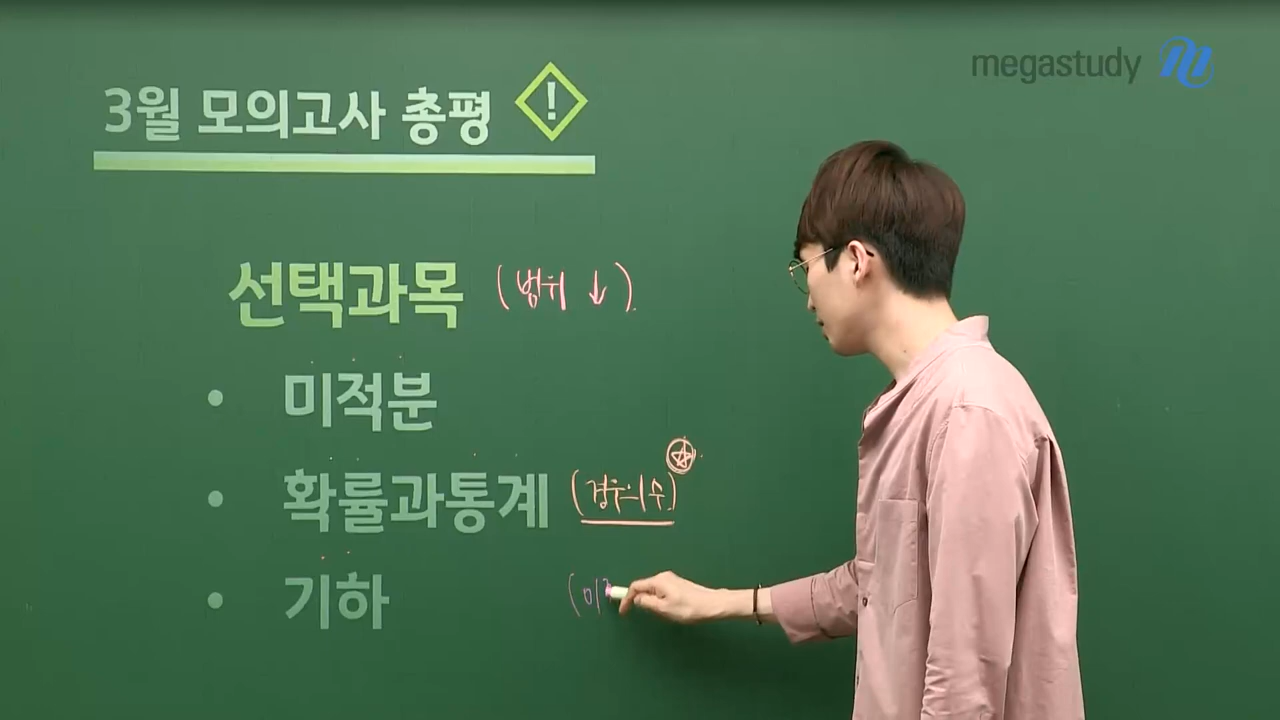 megastudy
3월 모의고사 총평 !
선택과목 (범위 ↓)
• 미적분
• 확률과통계 (경우의 수)
• 기하 (이